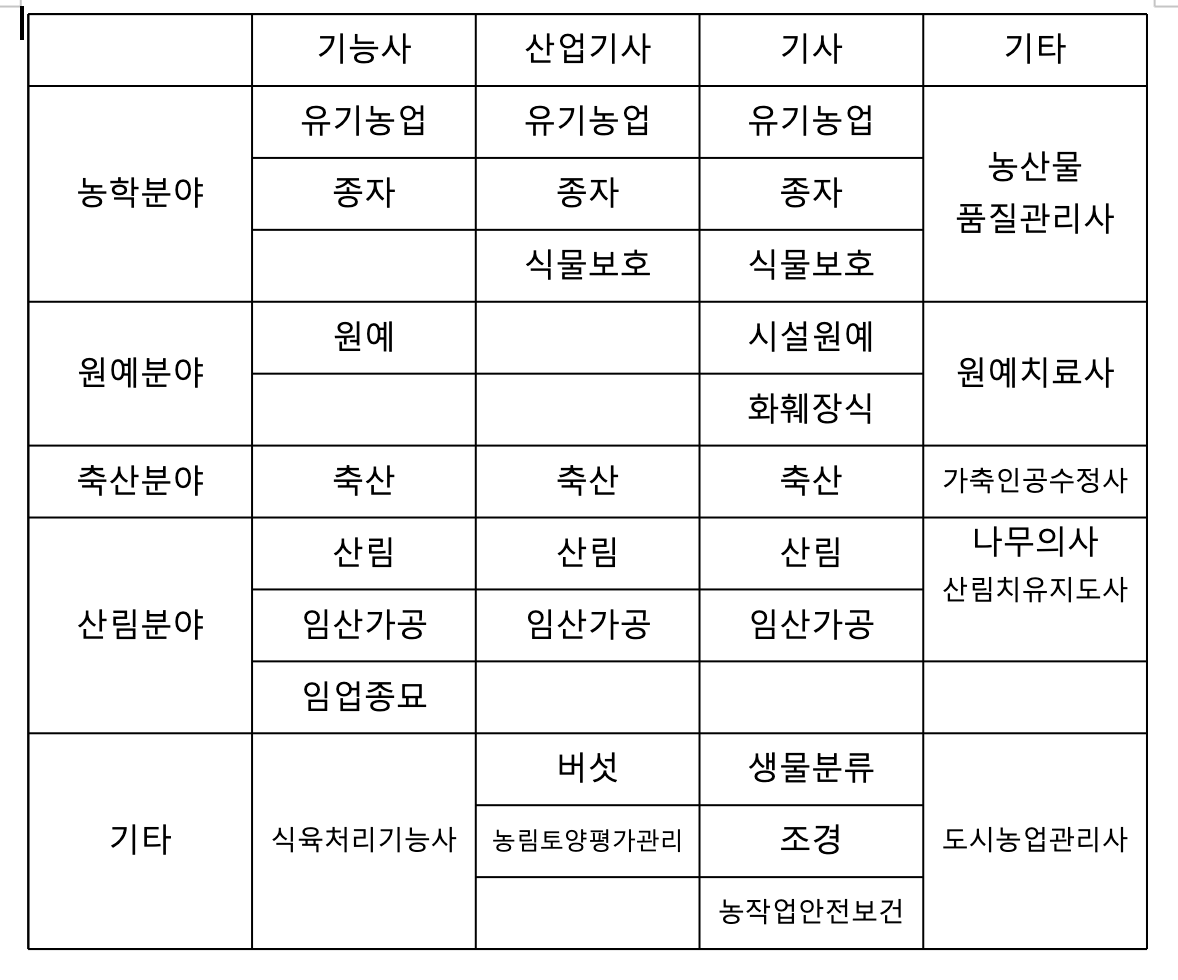 기능사 산업기사 기사 기타
농학분야 유기농업 유기농업 유기농업 농산물
품질관리사
종자 종자 종자
식물보호 식물보호
원예분야 원예 시설원예 원예치료사
화훼장식
축산분야 축산 축산 축산 가축인공수정사
산림분야 산림 산림 산림 나무의사
산림치유지도사
임산가공 임산가공 임산가공
임업종묘
기타 식육처리기능사 버섯 생물분류 도시농업관리사
농림토양평가관리 조경
농작업안전보건